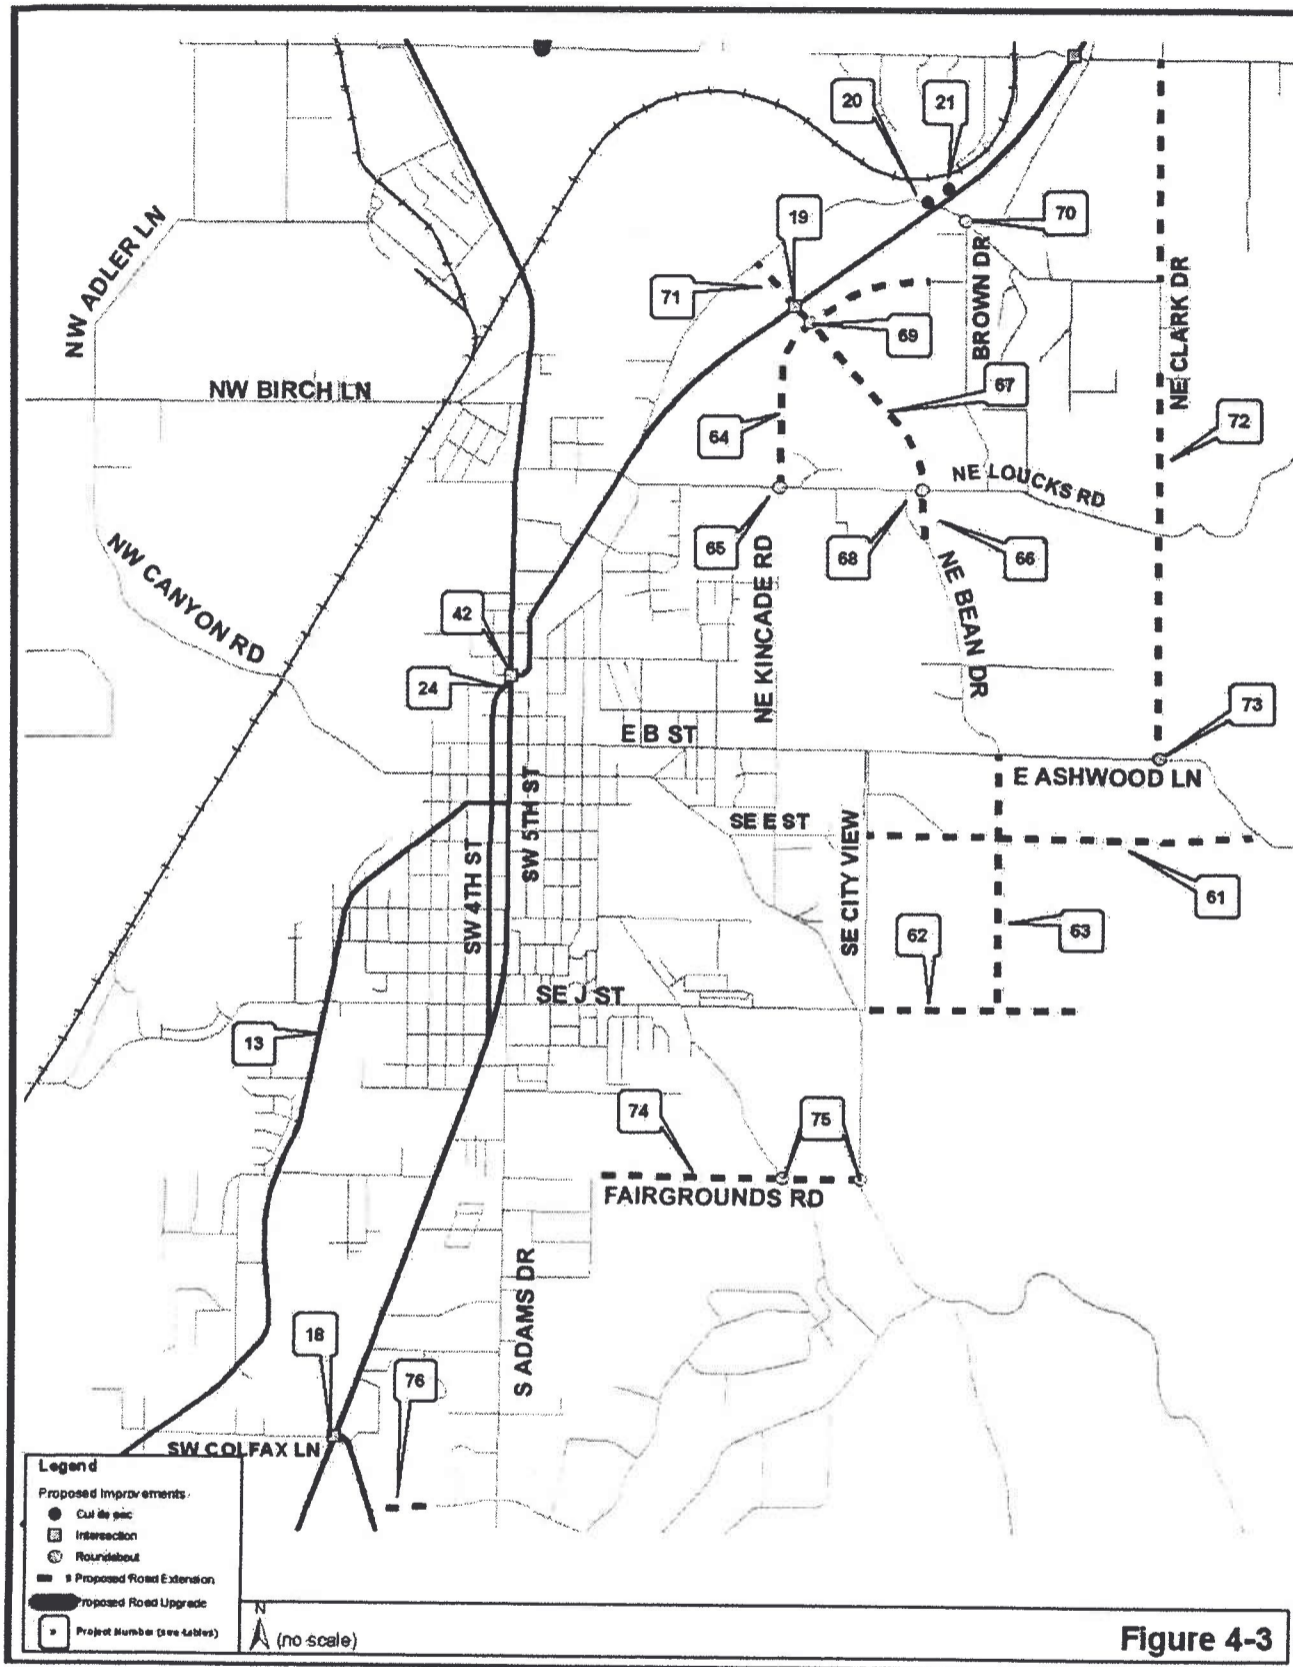 20
21
19
70
NW ADLER LN
71
69
BROWN DR
NE CLARK DR
NW BIRCH LN
67
64
72
NE LOUCKS RD
65
68
66
NW CANYON RD
NE KINCADE RD
NE BEAN DR
42
24
73
E B ST
E ASHWOOD LN
SW 5TH ST
SE E ST
SW 4TH ST
SE CITY VIEW
61
62
63
SE J ST
13
74
75
FAIRGROUNDS RD
S ADAMS DR
18
76
SW COLFAX LN
Legend
Proposed Improvements
Cul de sac
Intersection
Roundabout
Proposed Road Extension
Proposed Road Upgrade
Project Number (see tables)
N
(no scale)
Figure 4-3